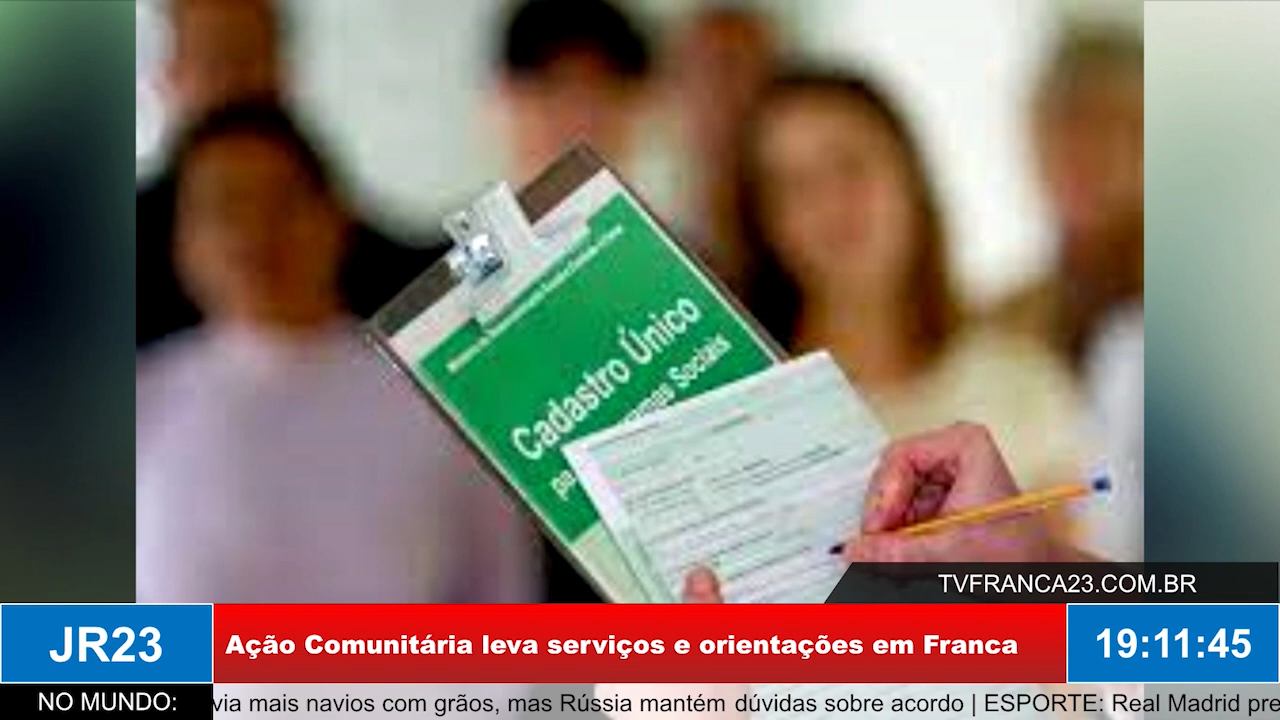 Cadastro Único
Sociais
TVFRANCA23.COM.BR
JR23
Ação Comunitária leva serviços e orientações em Franca
19:11:45
NO MUNDO:
via mais navios com grãos, mas Rússia mantém dúvidas sobre acordo | ESPORTE: Real Madrid pre